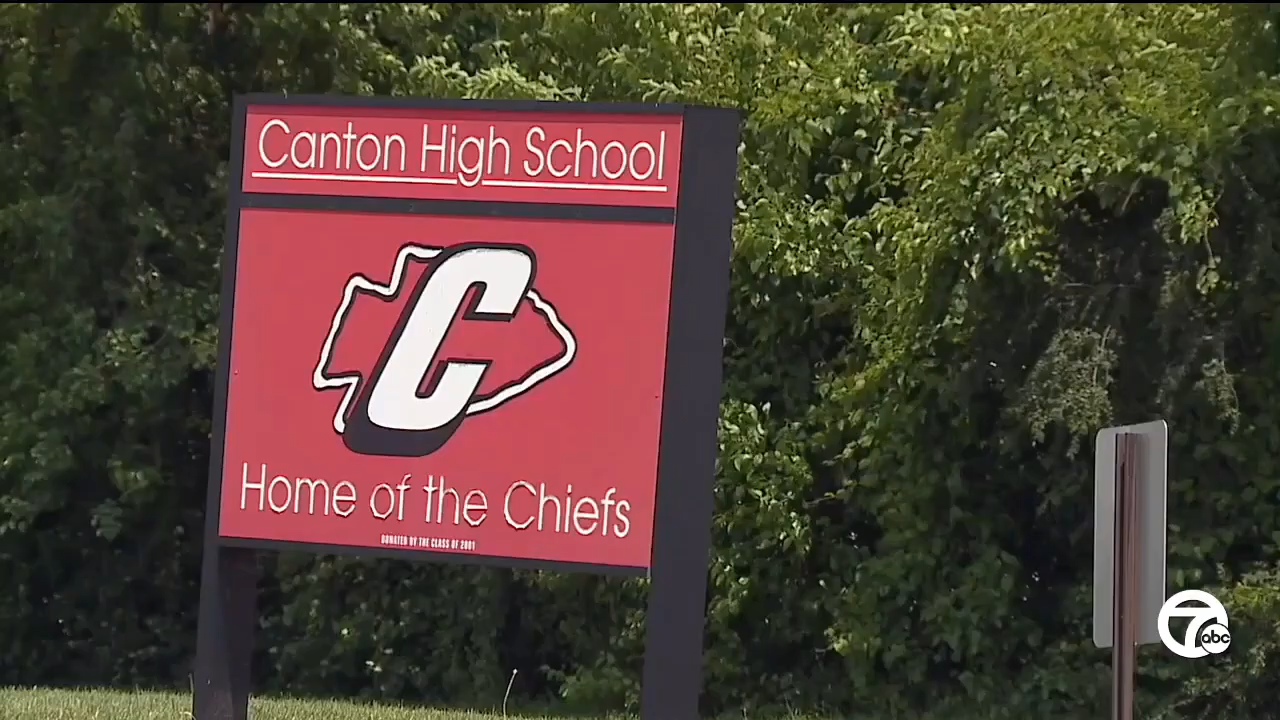 Canton High School
C
Home of the Chiefs
DONATED BY THE CLASS OF 2001
7 abc